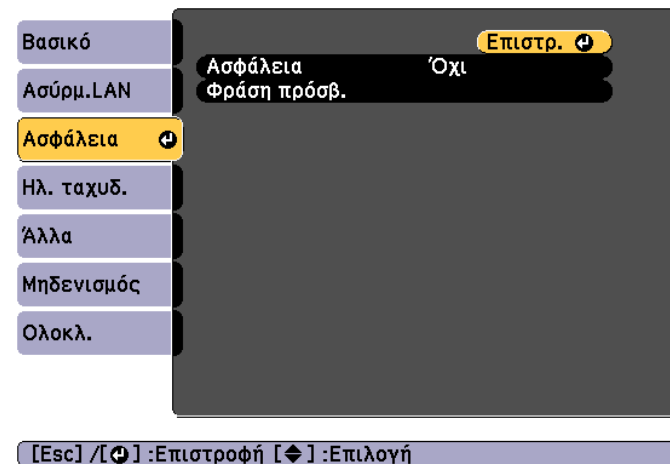 Βασικό
Ασύρμ.LAN
Ασφάλεια
Ηλ. ταχυδ.
Άλλα
Μηδενισμός
Ολοκλ.
Επιστρ.
Ασφάλεια Όχι
Φράση πρόσβ.
[Esc] /[⏎] :Επιστροφή [◆] :Επιλογή